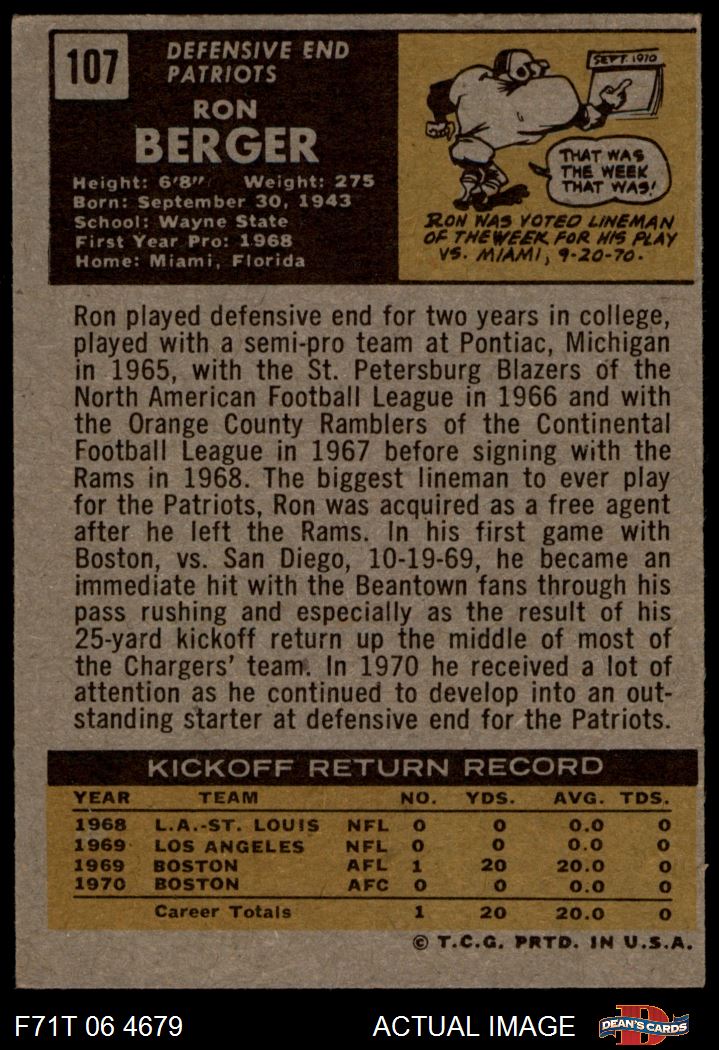 107
DEFENSIVE END
PATRIOTS
RON
BERGER
Height: 6'8" Weight: 275
Born: September 30, 1943
School: Wayne State
First Year Pro: 1968
Home: Miami, Florida
SEPT. 1970
THAT WAS
THE WEEK
THAT WAS!
RON WAS VOTED LINEMAN
OF THE WEEK FOR HIS PLAY
VS. MIAMI, 9-20-70.
Ron played defensive end for two years in college,
played with a semi-pro team at Pontiac, Michigan
in 1965, with the St. Petersburg Blazers of the
North American Football League in 1966 and with
the Orange County Ramblers of the Continental
Football League in 1967 before signing with the
Rams in 1968. The biggest lineman to ever play
for the Patriots, Ron was acquired as a free agent
after he left the Rams. In his first game with
Boston, vs. San Diego, 10-19-69, he became an
immediate hit with the Beantown fans through his
pass rushing and especially as the result of his
25-yard kickoff return up the middle of most of
the Chargers' team. In 1970 he received a lot of
attention as he continued to develop into an out-
standing starter at defensive end for the Patriots.
KICKOFF RETURN RECORD
YEAR TEAM NO. YDS. AVG. TDS.
1968 L.A.-ST. LOUIS NFL 0 0 0.0 0
1969 LOS ANGELES NFL 0 0 0.0 0
1969 BOSTON AFL 1 20 20.0 0
1970 BOSTON AFC 0 0 0.0 0
Career Totals 1 20 20.0 0
© T.C.G. PRTD. IN U.S.A.
F71T 06 4679 ACTUAL IMAGE DEAN'S CARDS